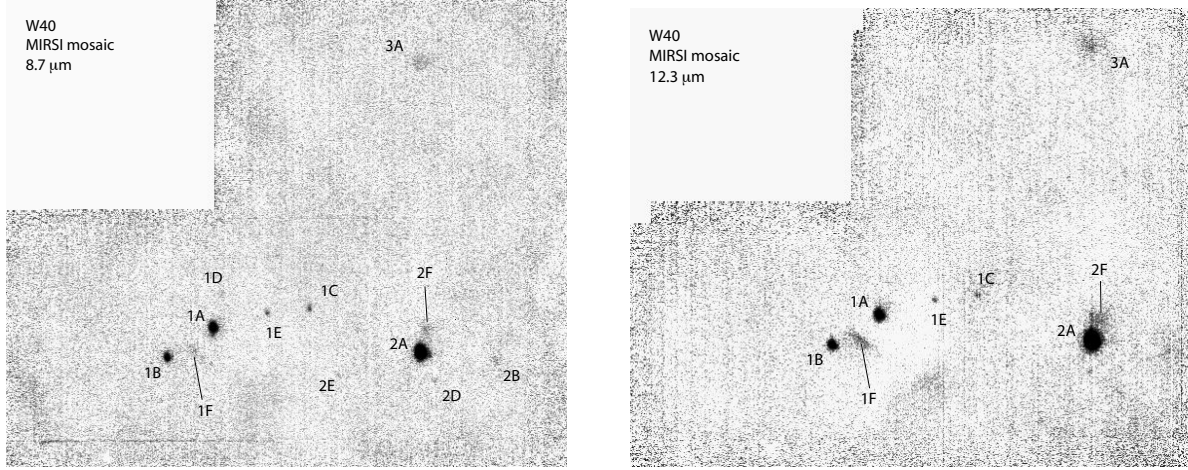 W40
MIRSI mosaic
8.7 μm
3A
1D
1C
2F
1A
1E
2A
1B
2E
2B
2D
1F
W40
MIRSI mosaic
12.3 μm
3A
2F
1C
1A
1E
2A
1B
1F